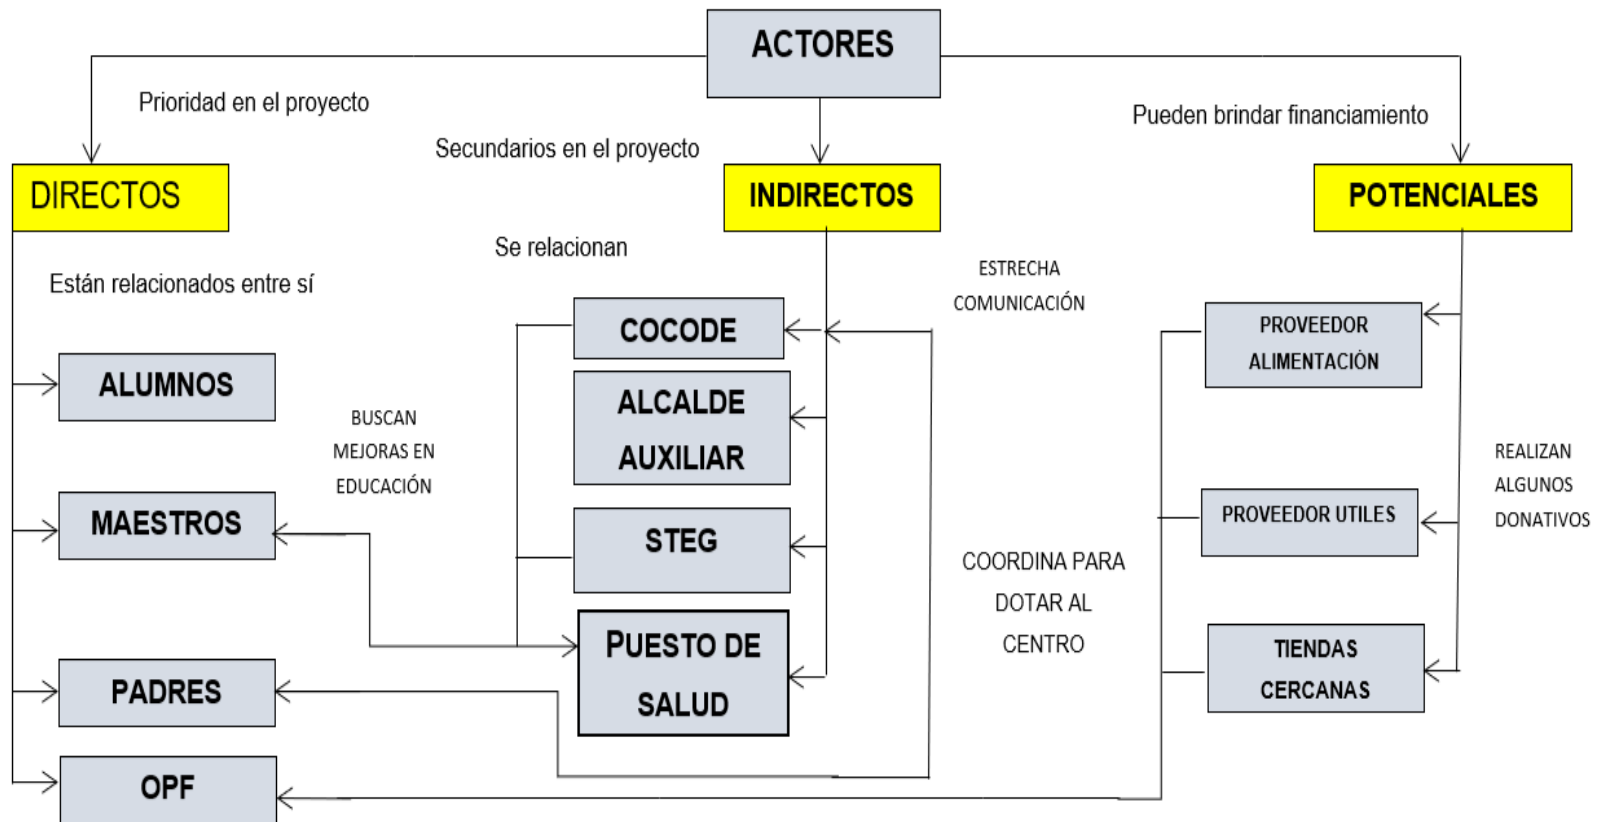 ACTORES
Prioridad en el proyecto
Secundarios en el proyecto
Pueden brindar financiamiento
DIRECTOS
INDIRECTOS
POTENCIALES
Están relacionados entre sí
Se relacionan
ESTRECHA
COMUNICACIÓN
ALUMNOS
MAESTROS
PADRES
OPF
BUSCAN
MEJORAS EN
EDUCACIÓN
COCODE
ALCALDE
AUXILIAR
STEG
PUESTO DE
SALUD
COORDINA PARA
DOTAR AL
CENTRO
PROVEEDOR
ALIMENTACIÓN
PROVEEDOR UTILES
TIENDAS
CERCANAS
REALIZAN
ALGUNOS
DONATIVOS